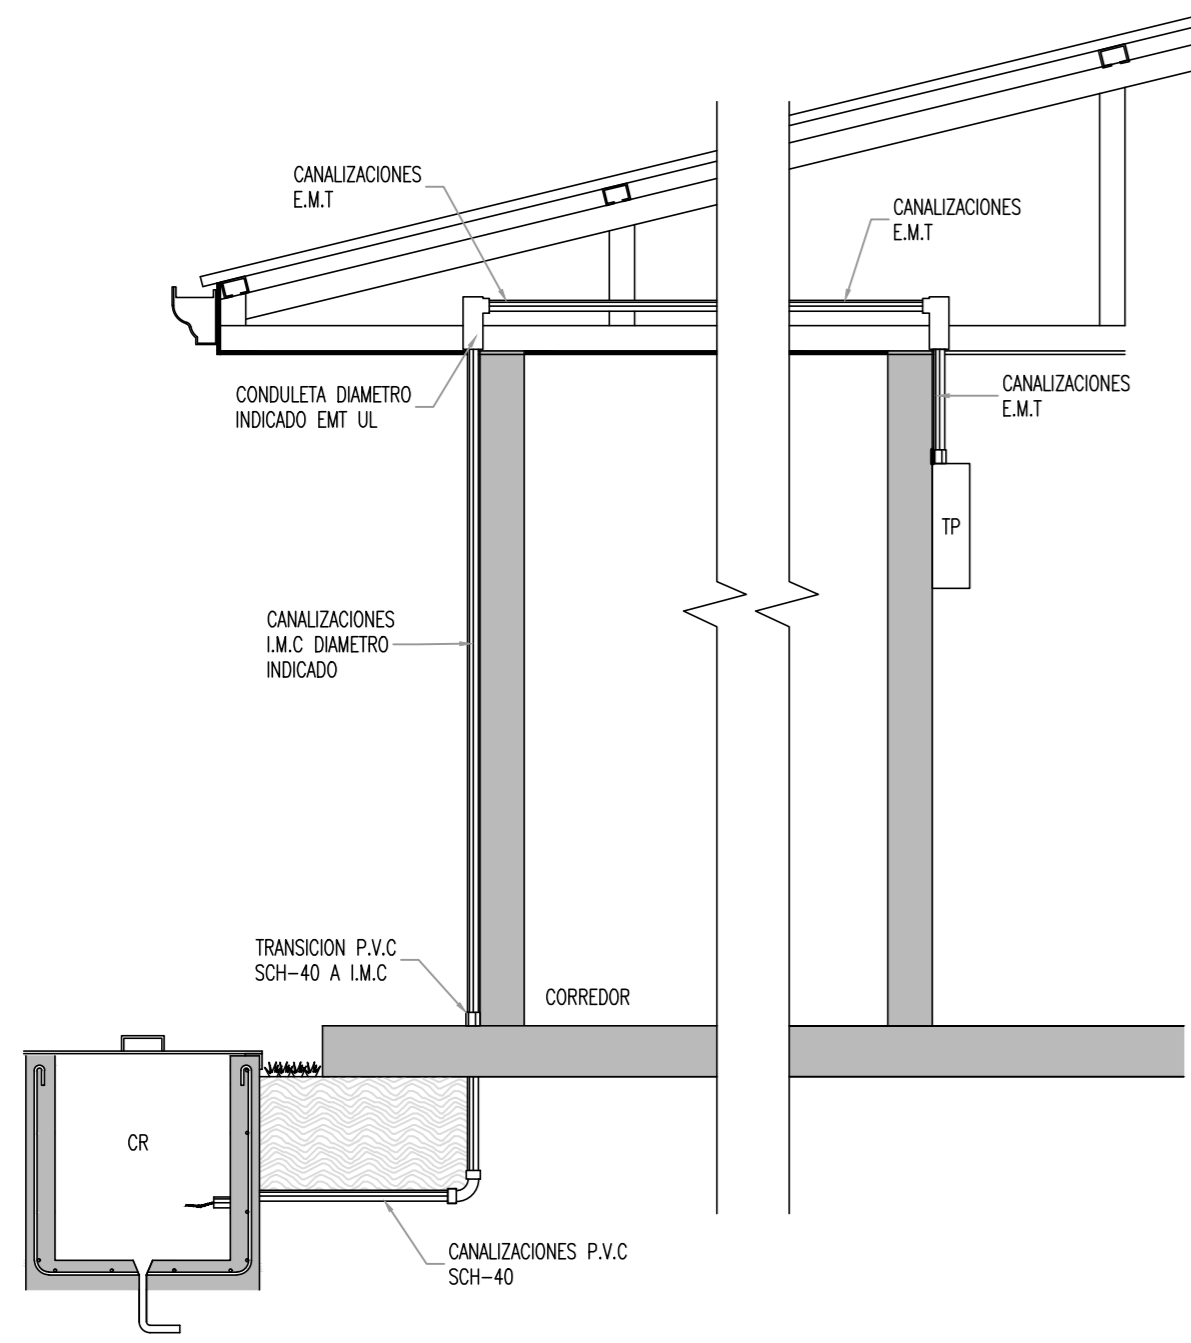 CANALIZACIONES
E.M.T
CANALIZACIONES
E.M.T
CONDULETA DIAMETRO
INDICADO EMT UL
CANALIZACIONES
E.M.T
TP
CANALIZACIONES
I.M.C DIAMETRO
INDICADO
TRANSICION P.V.C
SCH-40 A I.M.C
CORREDOR
CR
CANALIZACIONES P.V.C
SCH-40